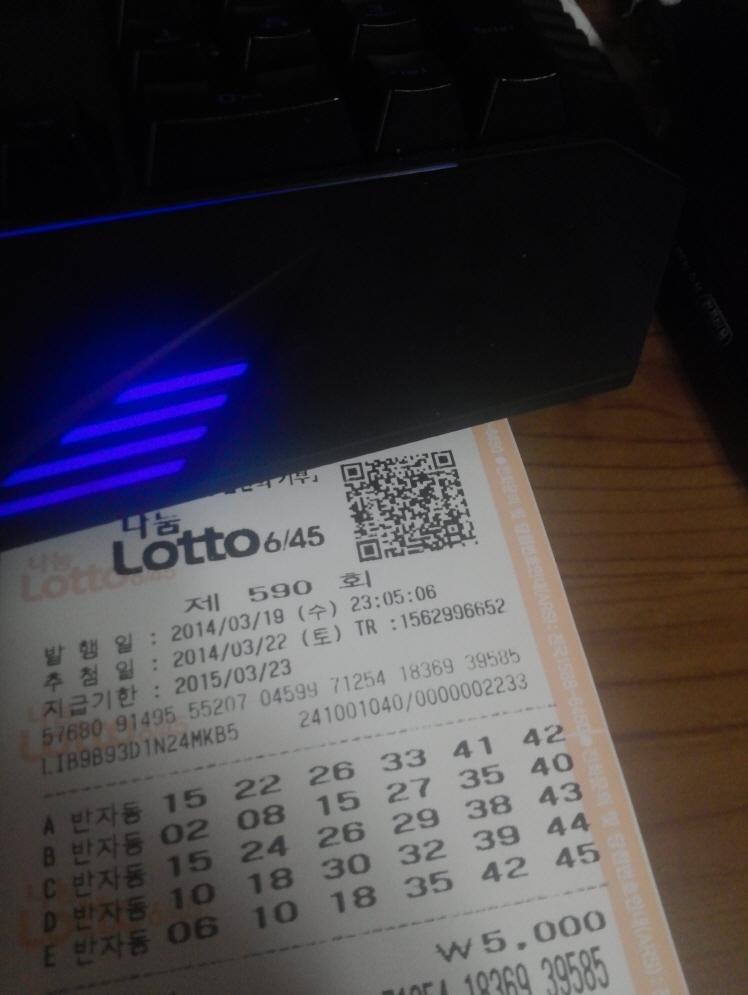 나눔
Lotto 6/45
제 590 회
발 행 일 : 2014/03/19 (수) 23:05:06
추 첨 일 : 2014/03/22 (토) TR :1562996652
지급기한 : 2015/03/23
57680 91495 55207 04599 71254 18369 39585
LIB9B93D1N24MKB5 241001040/0000002233
A 반자동 15 22 26 33 41 42
B 반자동 02 08 15 27 35 40
C 반자동 15 24 26 29 38 43
D 반자동 10 18 30 32 39 44
E 반자동 06 10 18 35 42 45
₩5,000
71254 18369 39585